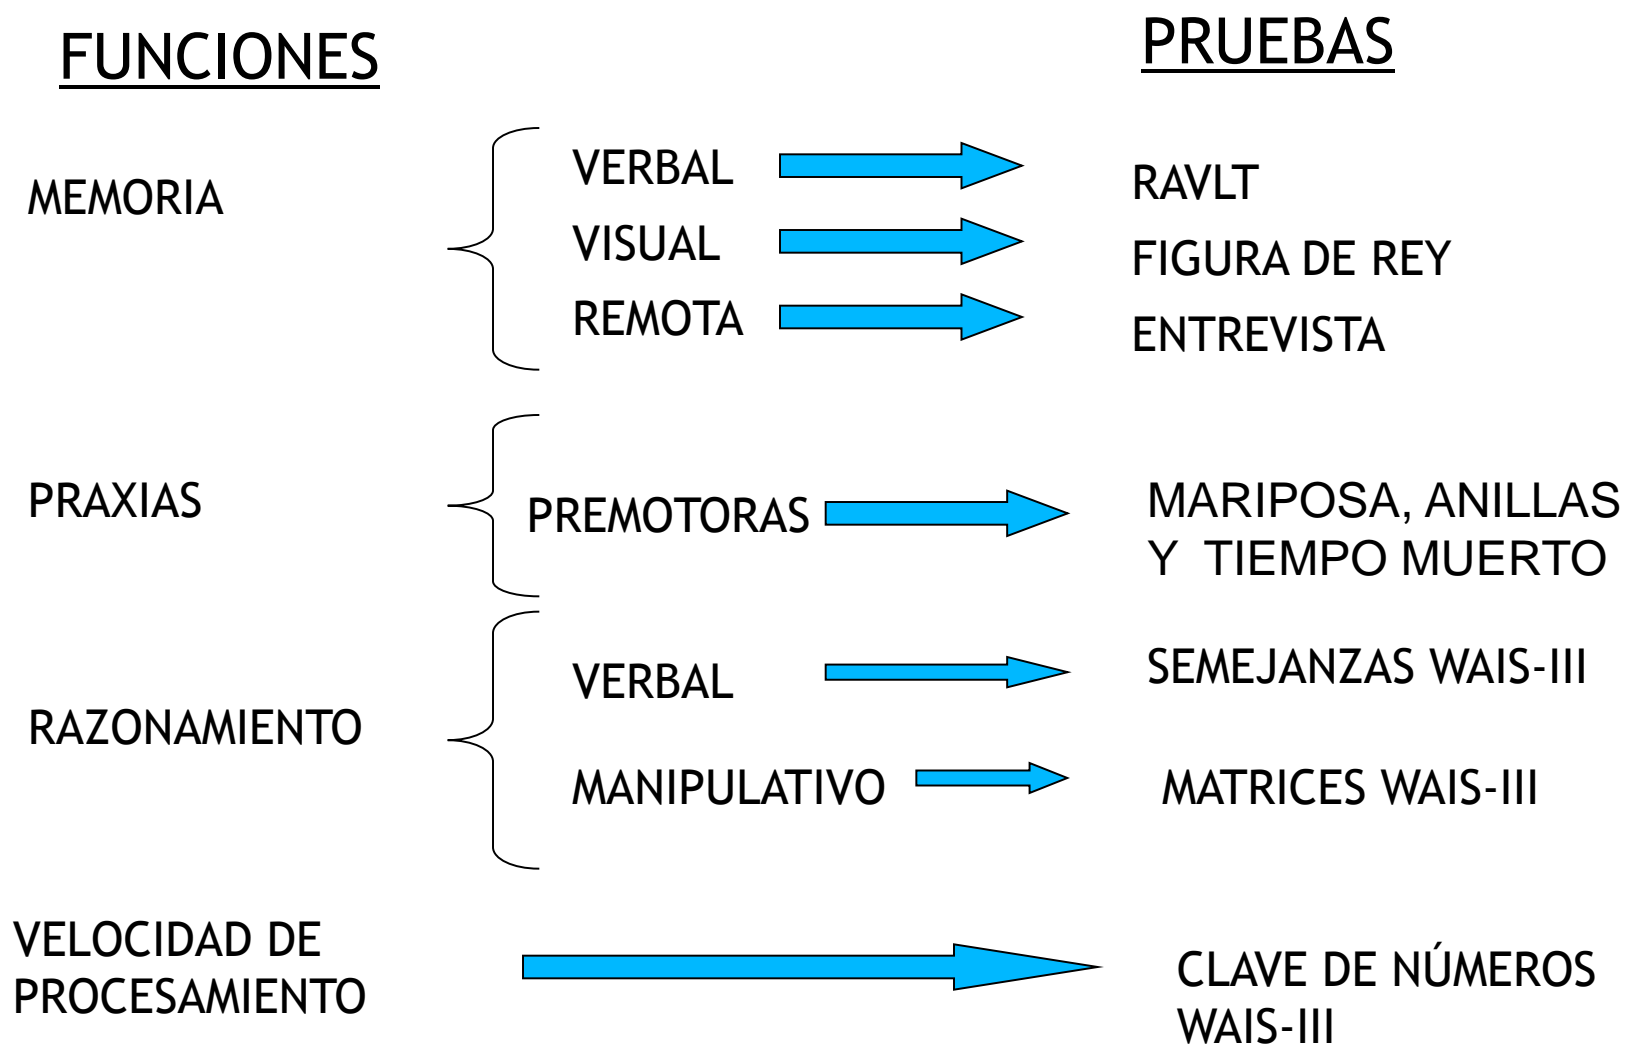 FUNCIONES
PRUEBAS
MEMORIA
VERBAL
RAVLT
VISUAL
FIGURA DE REY
REMOTA
ENTREVISTA
PRAXIAS
PREMOTORAS
MARIPOSA, ANILLAS
Y TIEMPO MUERTO
RAZONAMIENTO
VERBAL
SEMEJANZAS WAIS-III
MANIPULATIVO
MATRICES WAIS-III
VELOCIDAD DE
PROCESAMIENTO
CLAVE DE NÚMEROS
WAIS-III